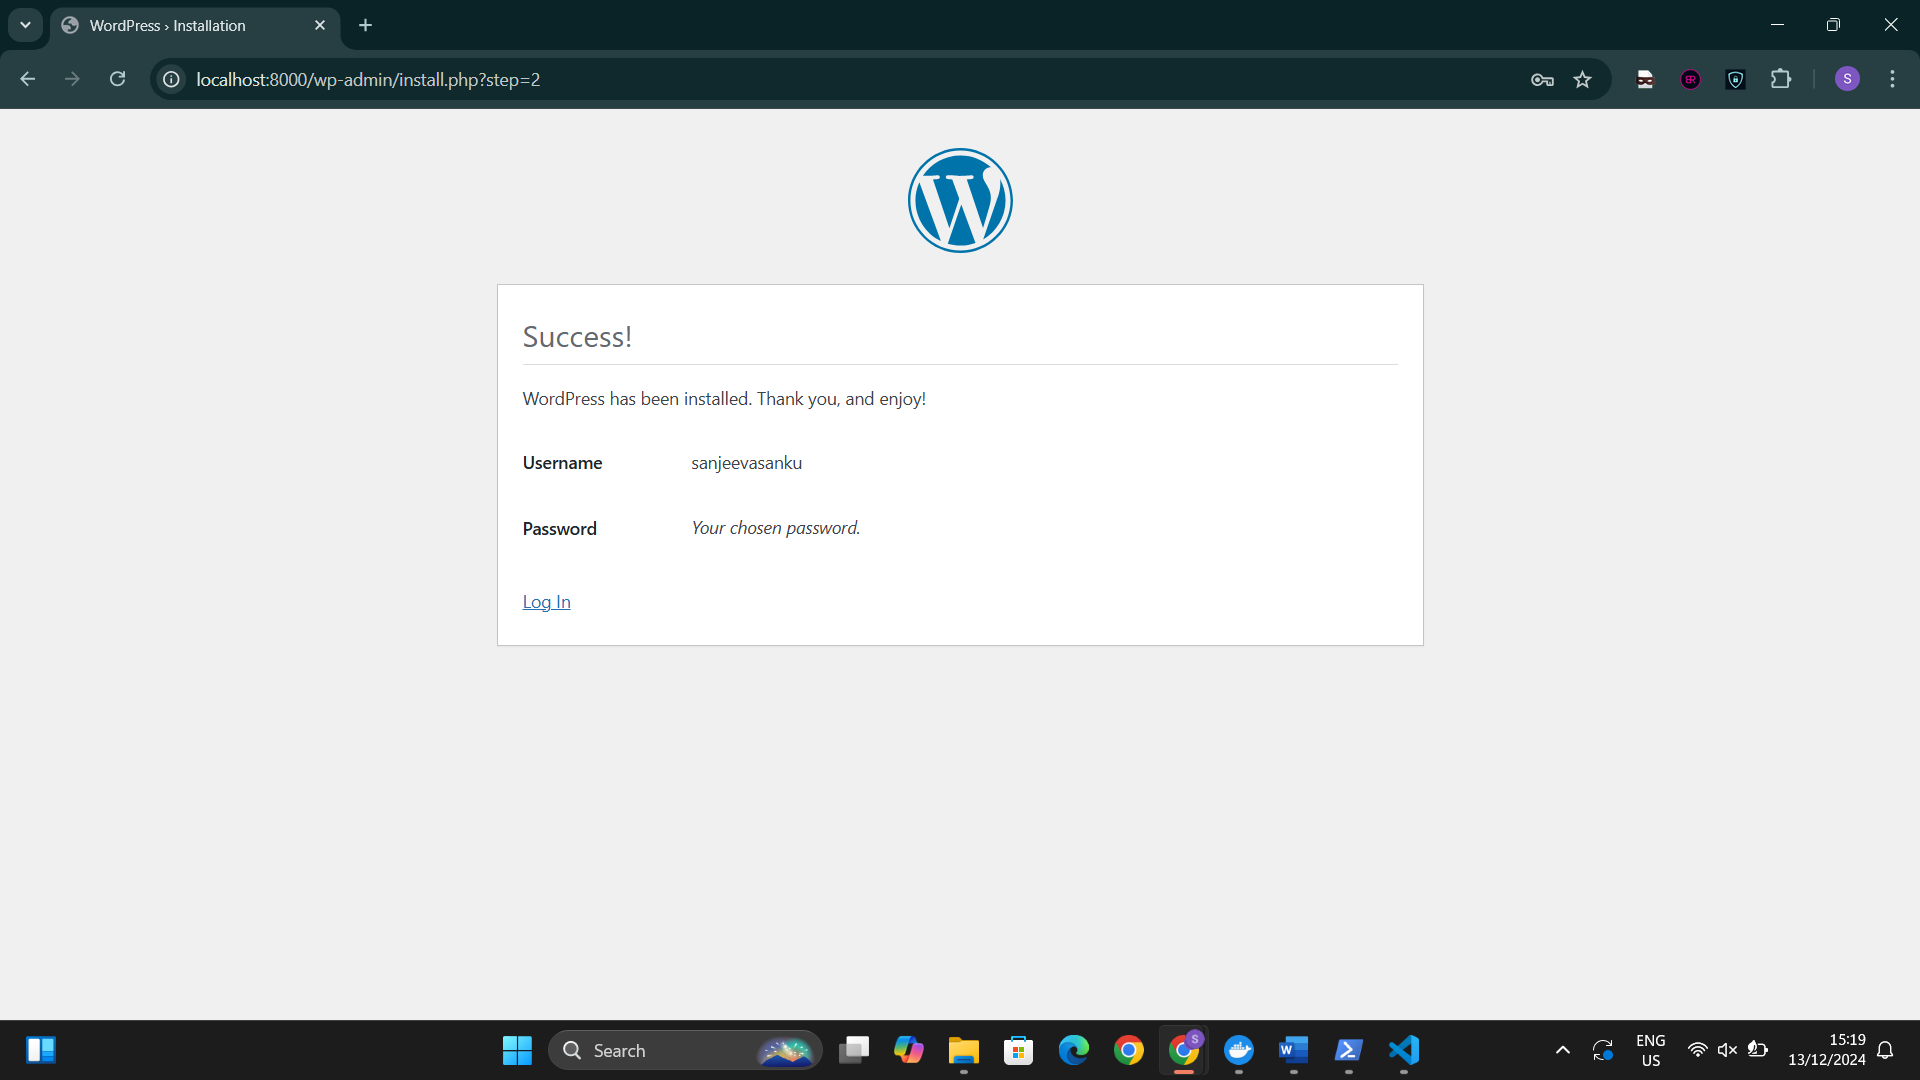 WordPress › Installation
localhost:8000/wp-admin/install.php?step=2
BR
S
W
Success!
WordPress has been installed. Thank you, and enjoy!
Username sanjeevasanku
Password Your chosen password.
Log In
Search
S
W
ENG
US
15:19
13/12/2024